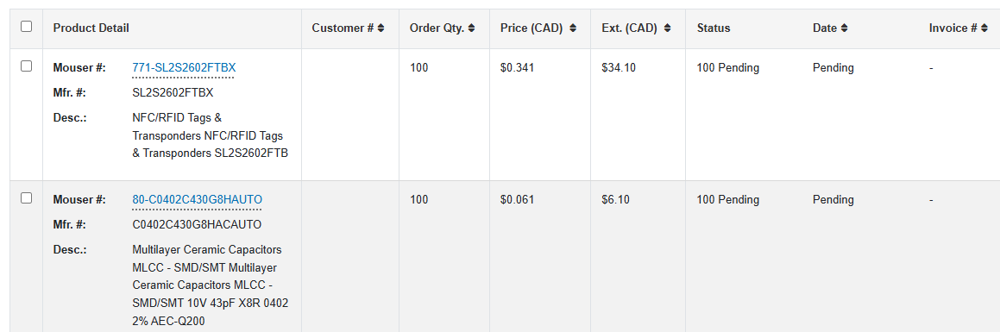 Product Detail Customer # Order Qty. Price (CAD) Ext. (CAD) Status Date Invoice #
Mouser #: 771-SL2S2602FTBX 100 $0.341 $34.10 100 Pending Pending -
Mfr. #: SL2S2602FTBX
Desc.: NFC/RFID Tags &
Transponders NFC/RFID Tags
& Transponders SL2S2602FTB
Mouser #: 80-C0402C430G8HAUTO 100 $0.061 $6.10 100 Pending Pending -
Mfr. #: C0402C430G8HACAUTO
Desc.: Multilayer Ceramic Capacitors
MLCC - SMD/SMT Multilayer
Ceramic Capacitors MLCC -
SMD/SMT 10V 43pF X8R 0402
2% AEC-Q200